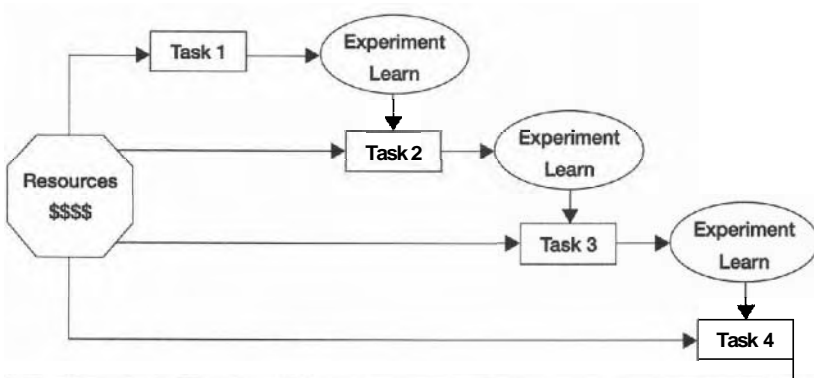 Task 1
Experiment
Learn
Task 2
Experiment
Learn
Resources
$$$$
Task 3
Experiment
Learn
Task 4